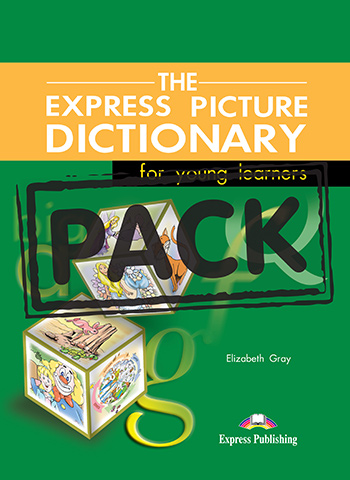 THE
EXPRESS PICTURE
DICTIONARY
for young learners
PACK
g
Elizabeth Gray
Express Publishing